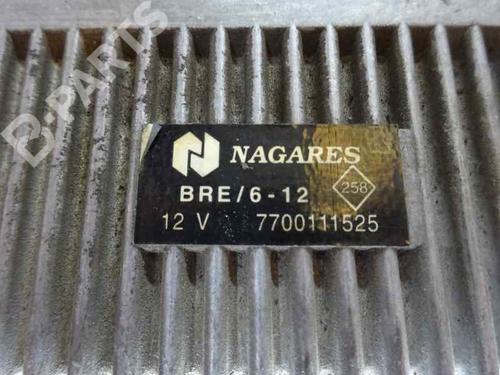 B-PARTS
NAGARES
BRE/6-12
258
12 V 7700111525